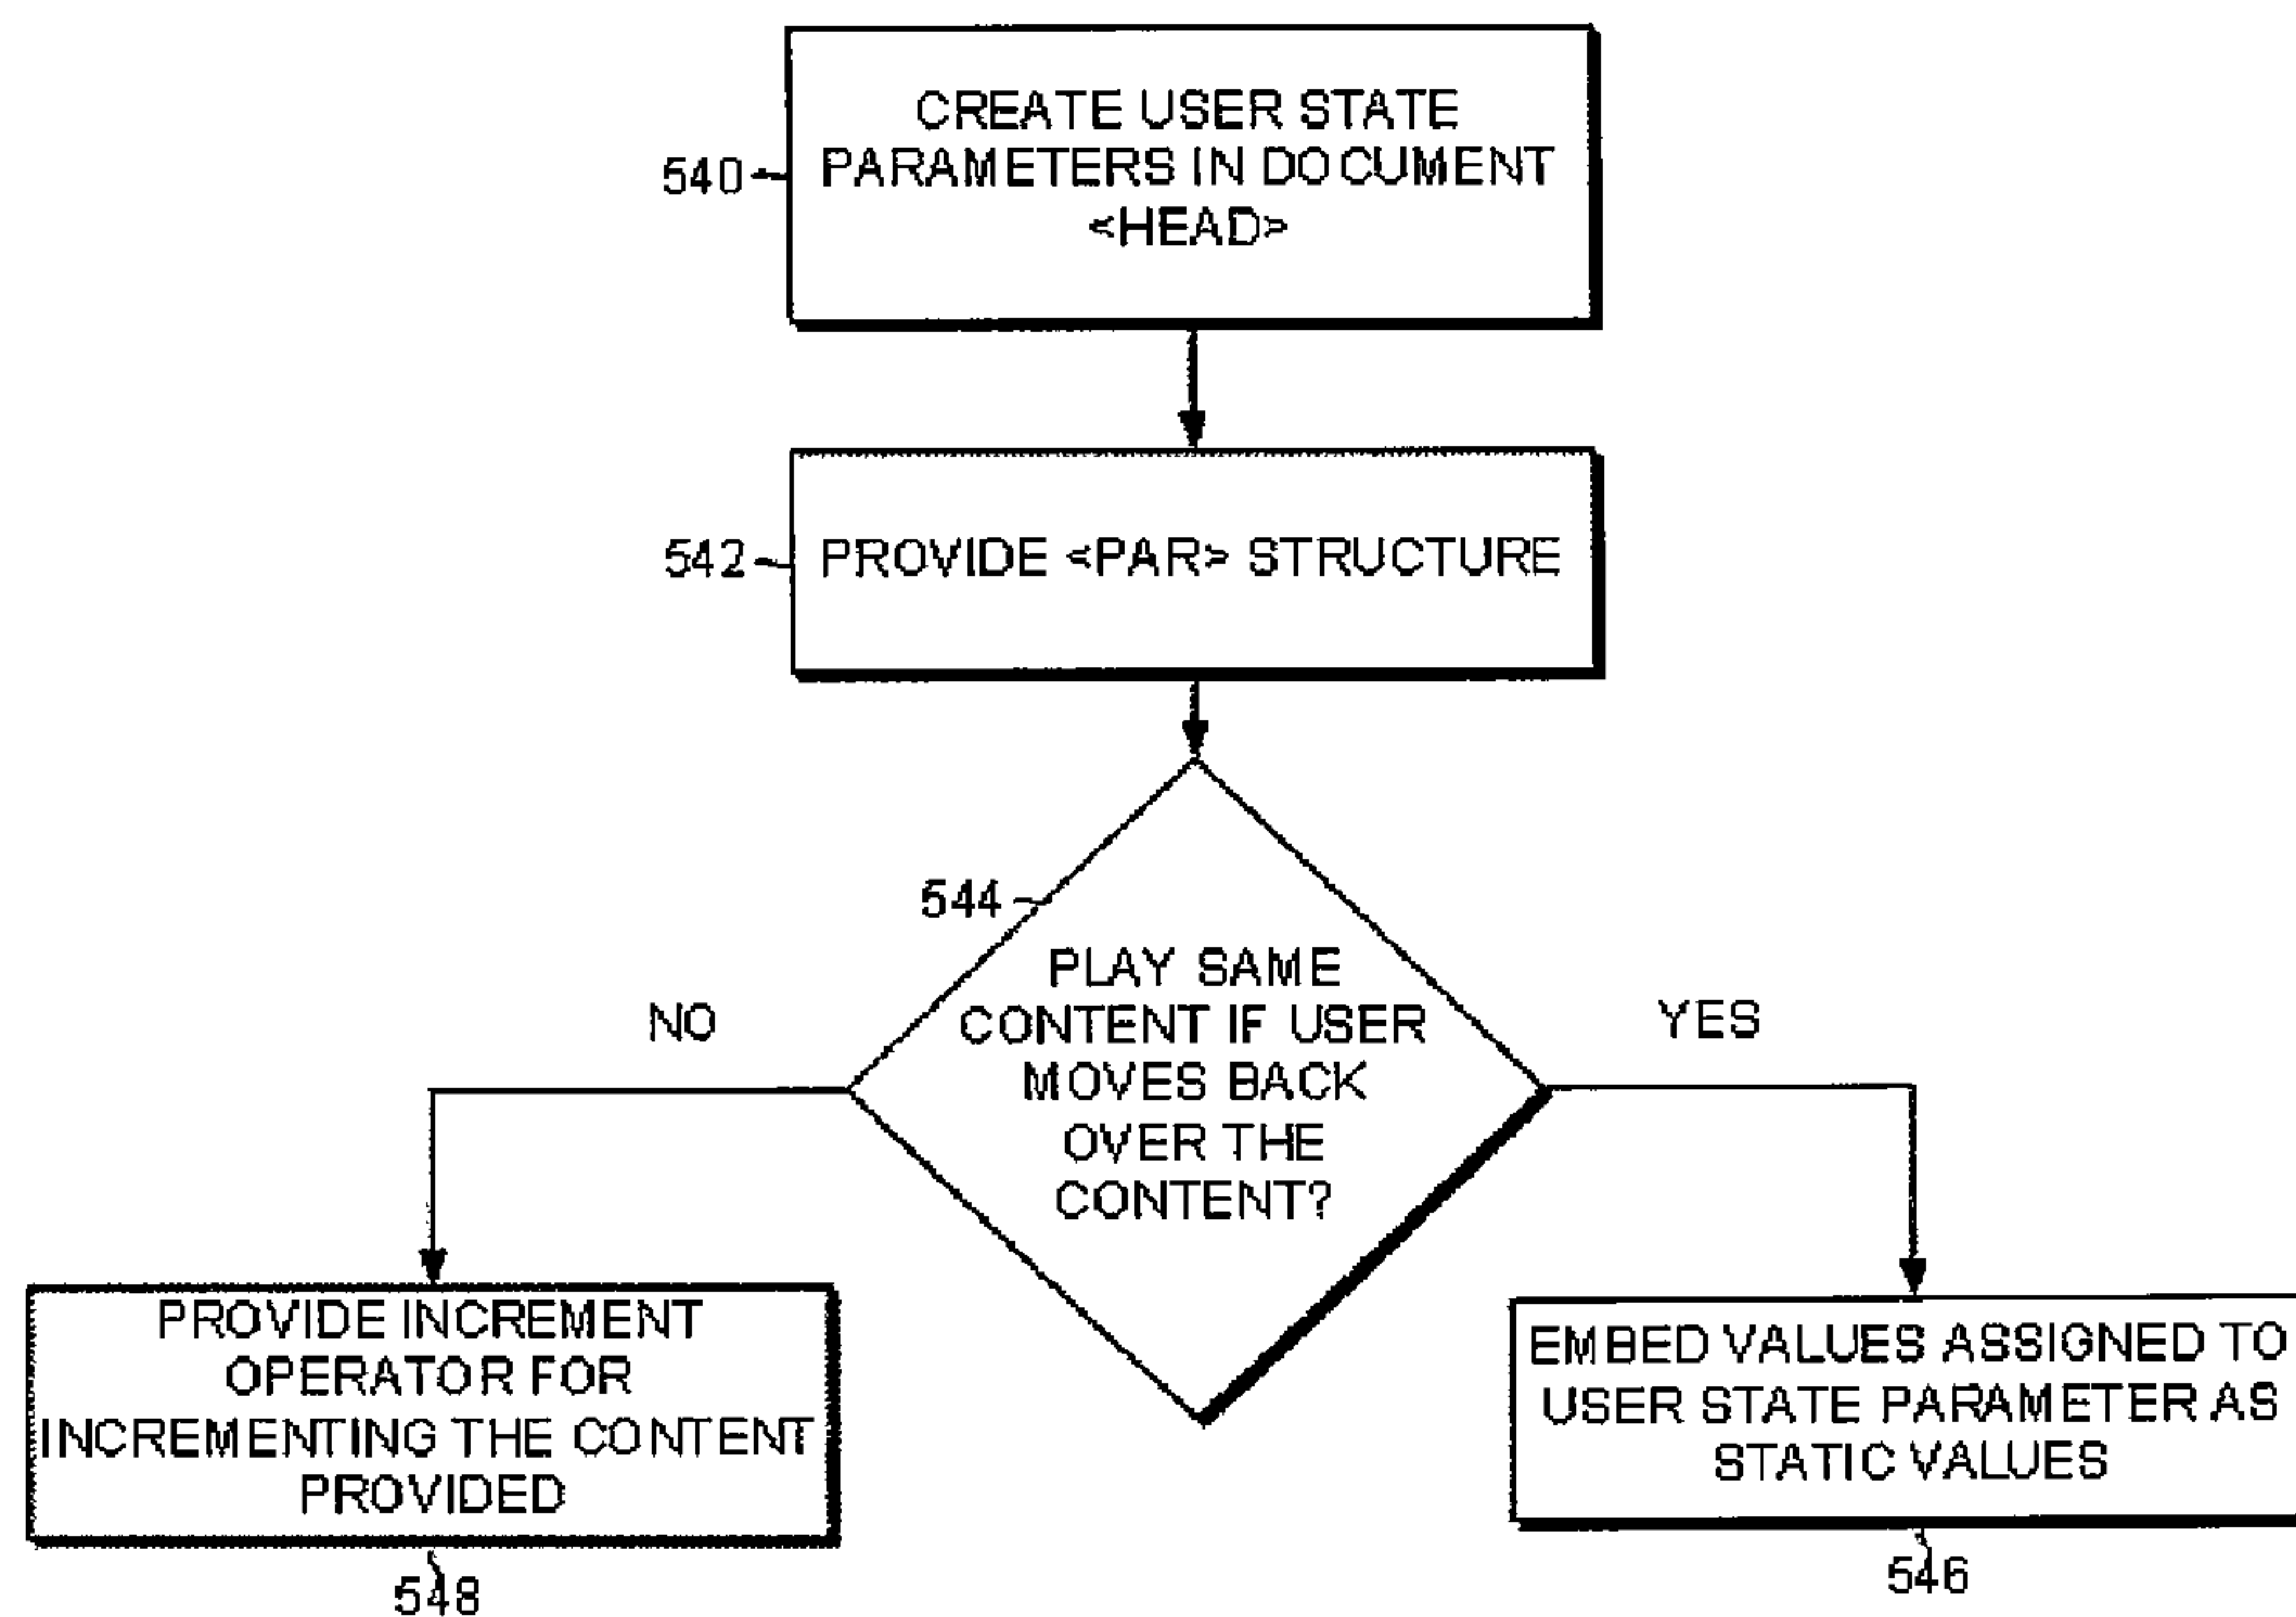 CREATE USER STATE
PARAMETERS IN DOCUMENT
<HEAD>
540
PROVIDE <PAR> STRUCTURE
542
544
PLAY SAME
CONTENT IF USER
MOVES BACK
OVER THE
CONTENT?
NO
YES
PROVIDE INCREMENT
OPERATOR FOR
INCREMENTING THE CONTENT
PROVIDED
548
EMBED VALUES ASSIGNED TO
USER STATE PARAMETER AS
STATIC VALUES
546